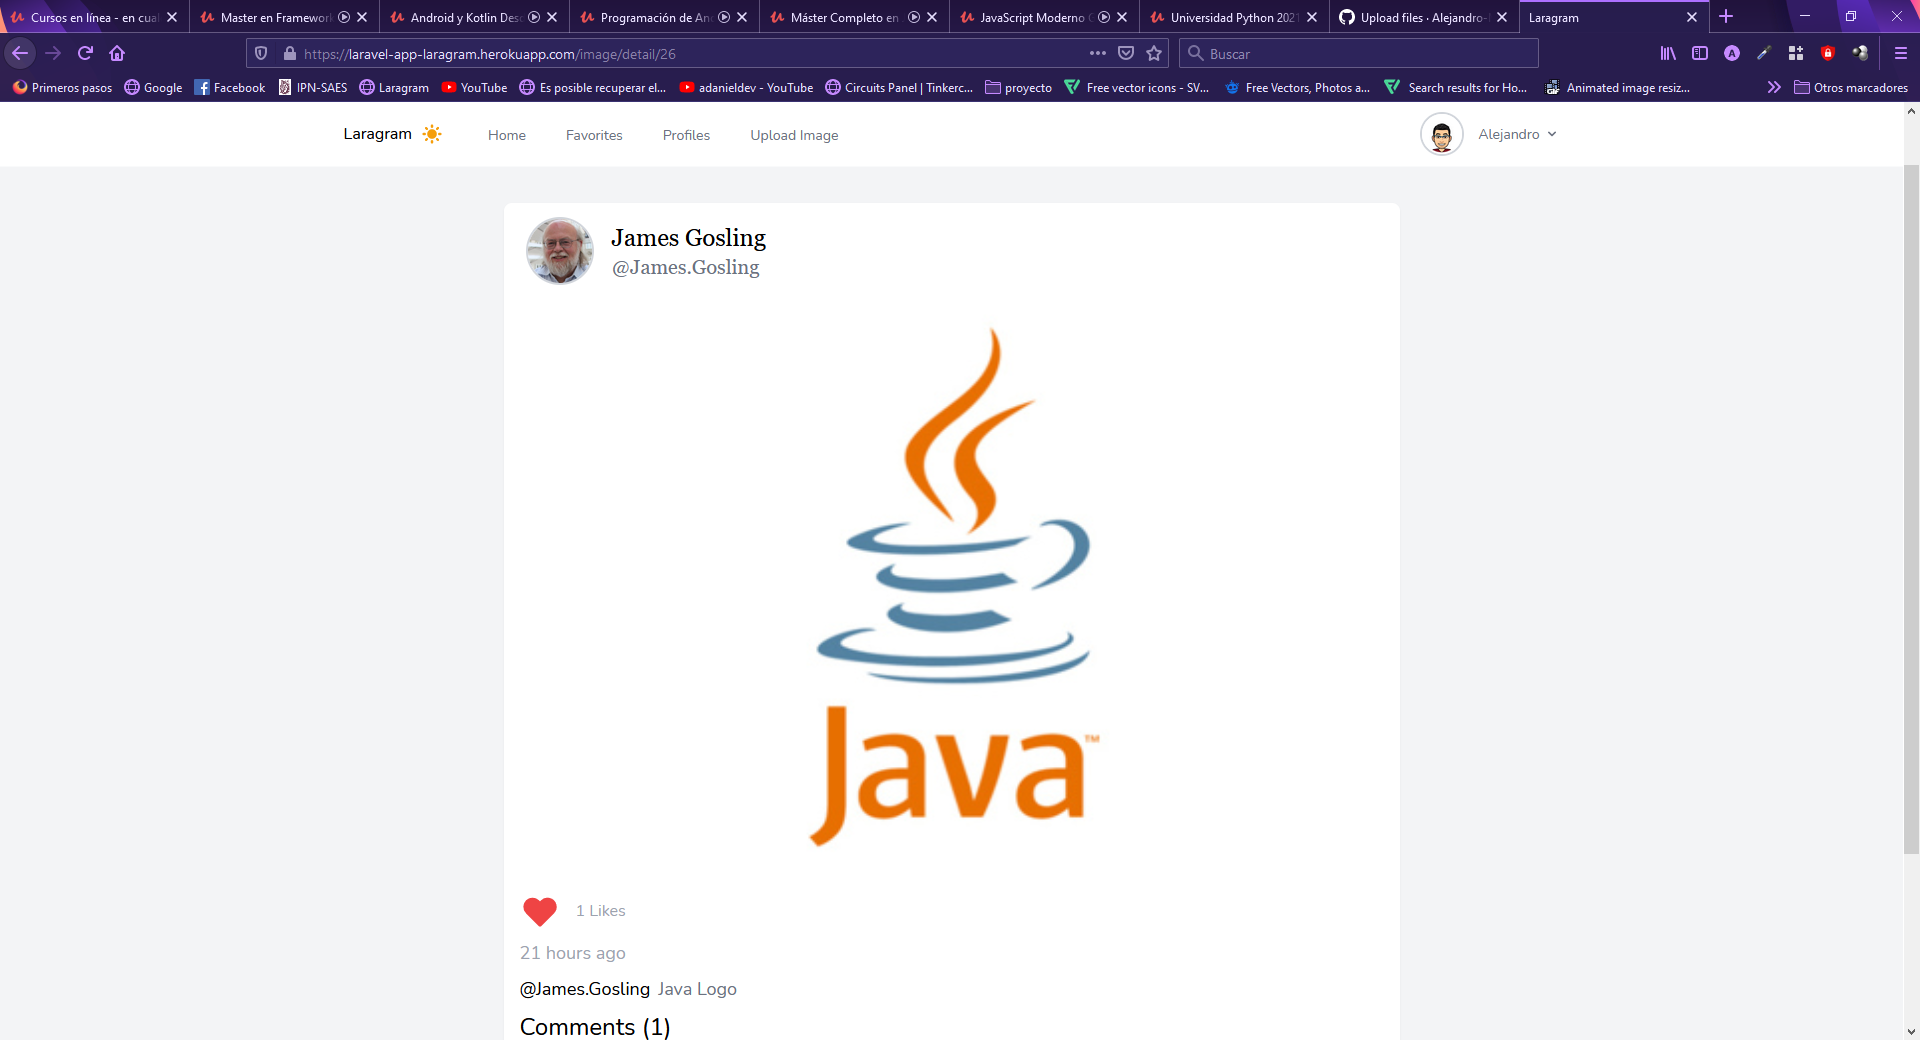 Cursos en línea - en cual
Master en Framework
Android y Kotlin Des
Programación de An
Máster Completo en
JavaScript Moderno
Universidad Python 2021
Upload files · Alejandro-
Laragram
https://laravel-app-laragram.herokuapp.com/image/detail/26
Buscar
Primeros pasos
Google
Facebook
IPN-SAES
Laragram
YouTube
Es posible recuperar el...
adanieldev - YouTube
Circuits Panel | Tinkerc...
proyecto
Free vector icons - SV...
Free Vectors, Photos a...
Search results for Ho...
Animated image resiz...
Otros marcadores
Laragram
Home
Favorites
Profiles
Upload Image
Alejandro
James Gosling
@James.Gosling
Java™
1 Likes
21 hours ago
@James.Gosling Java Logo
Comments (1)